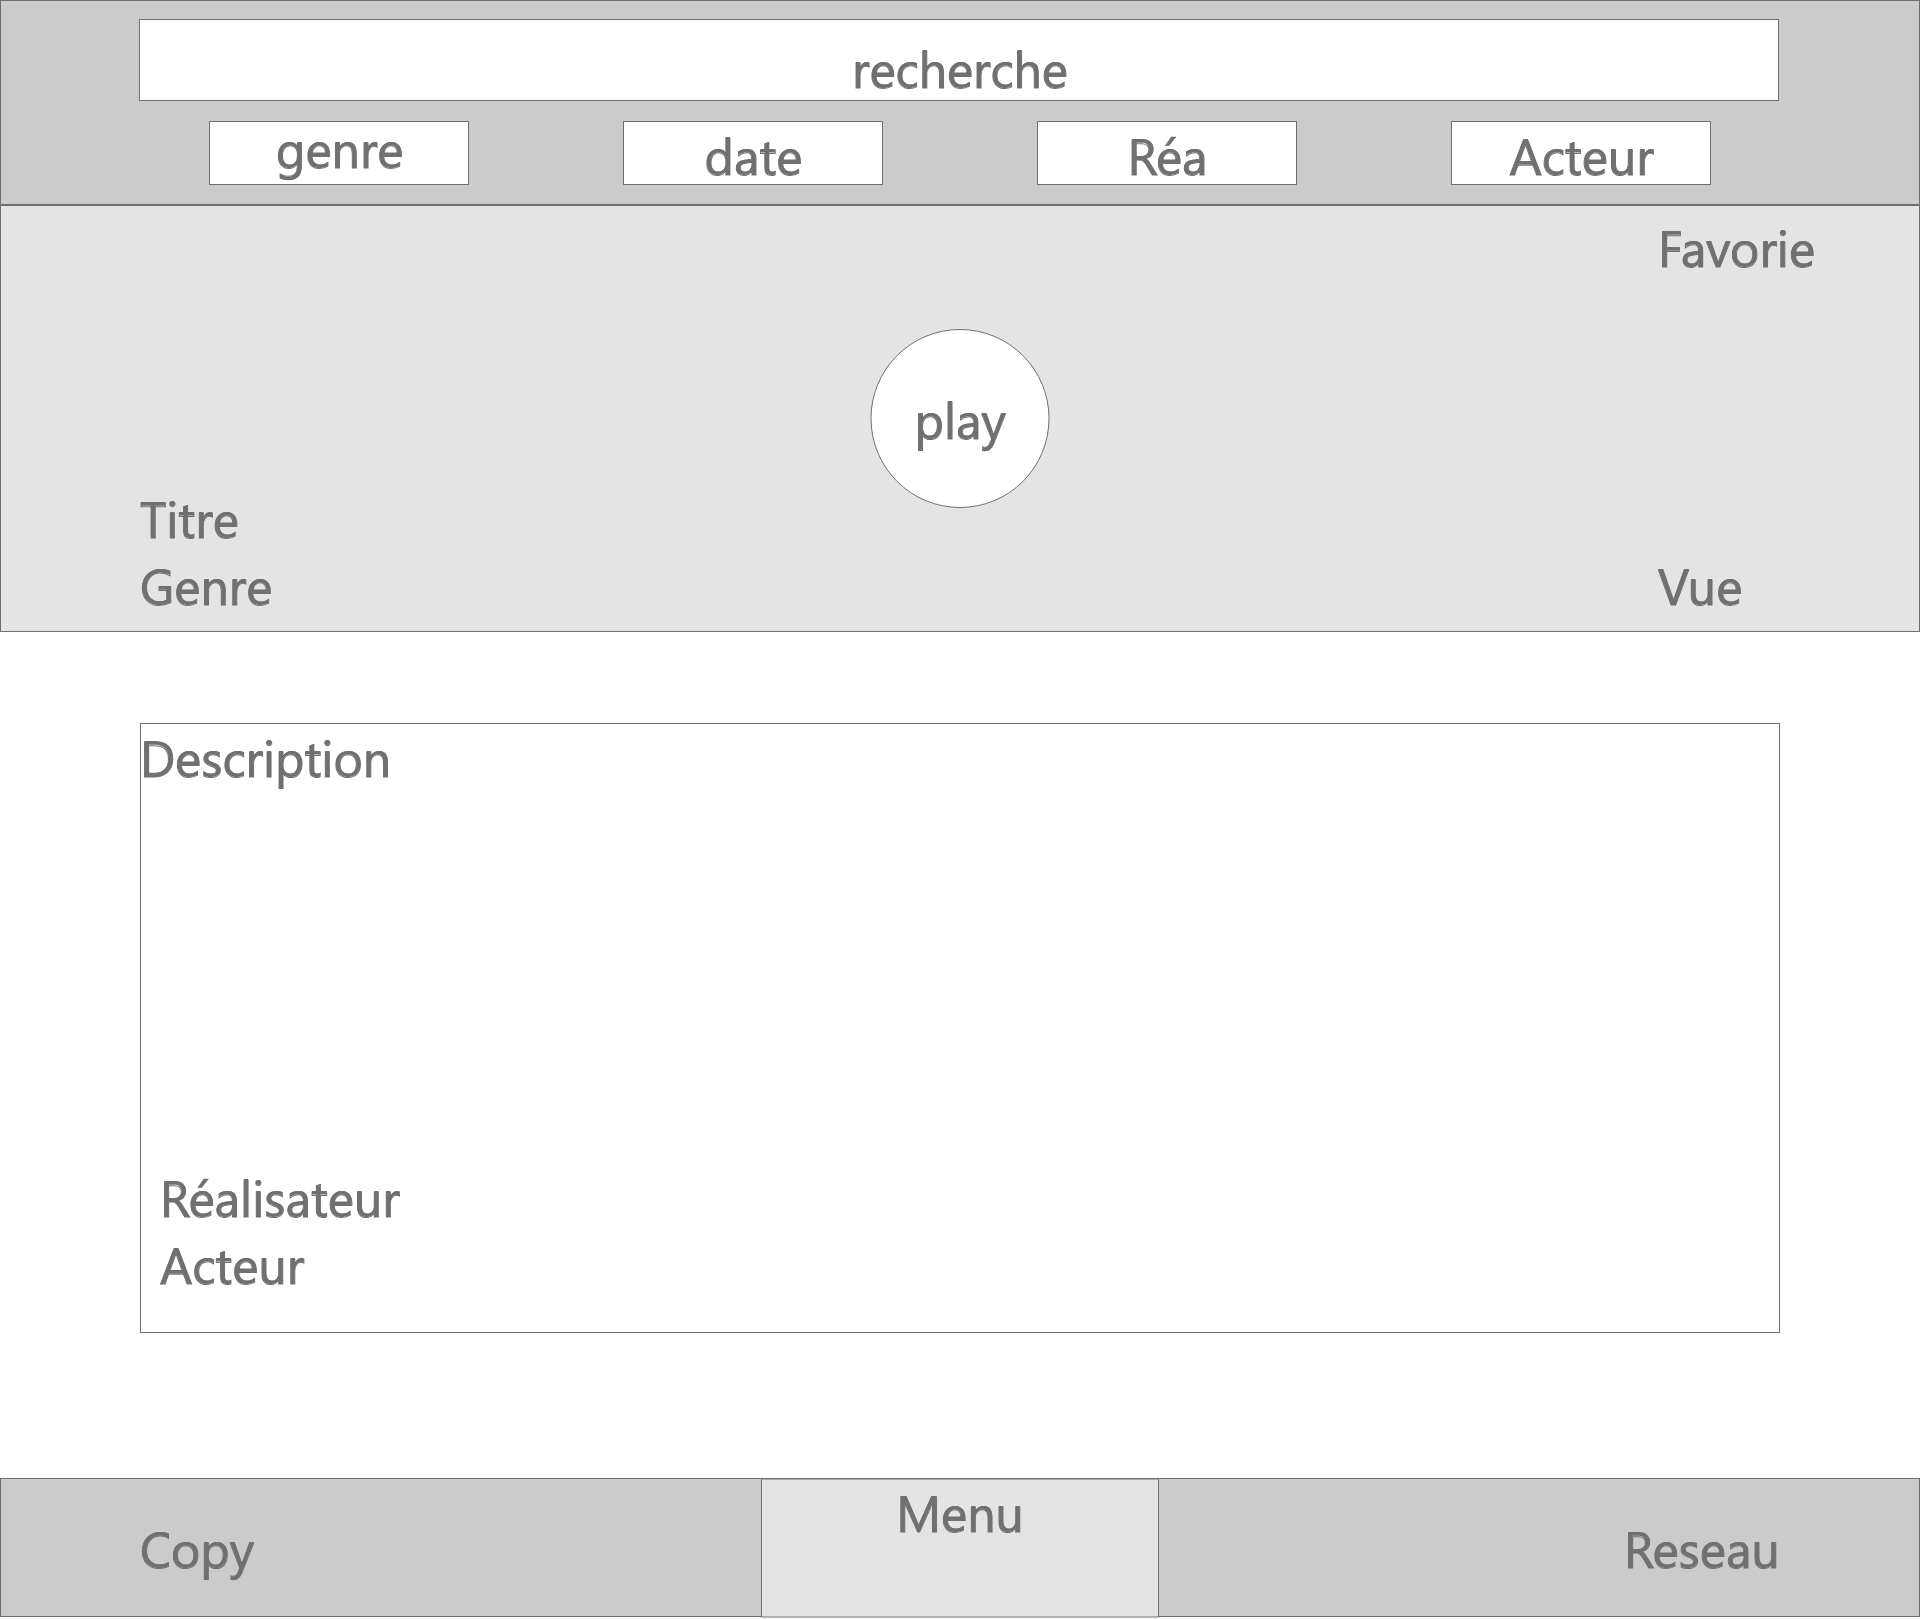 recherche
genre
date
Réa
Acteur
Favorie
play
Titre
Genre
Vue
Description
Réalisateur
Acteur
Copy
Menu
Reseau